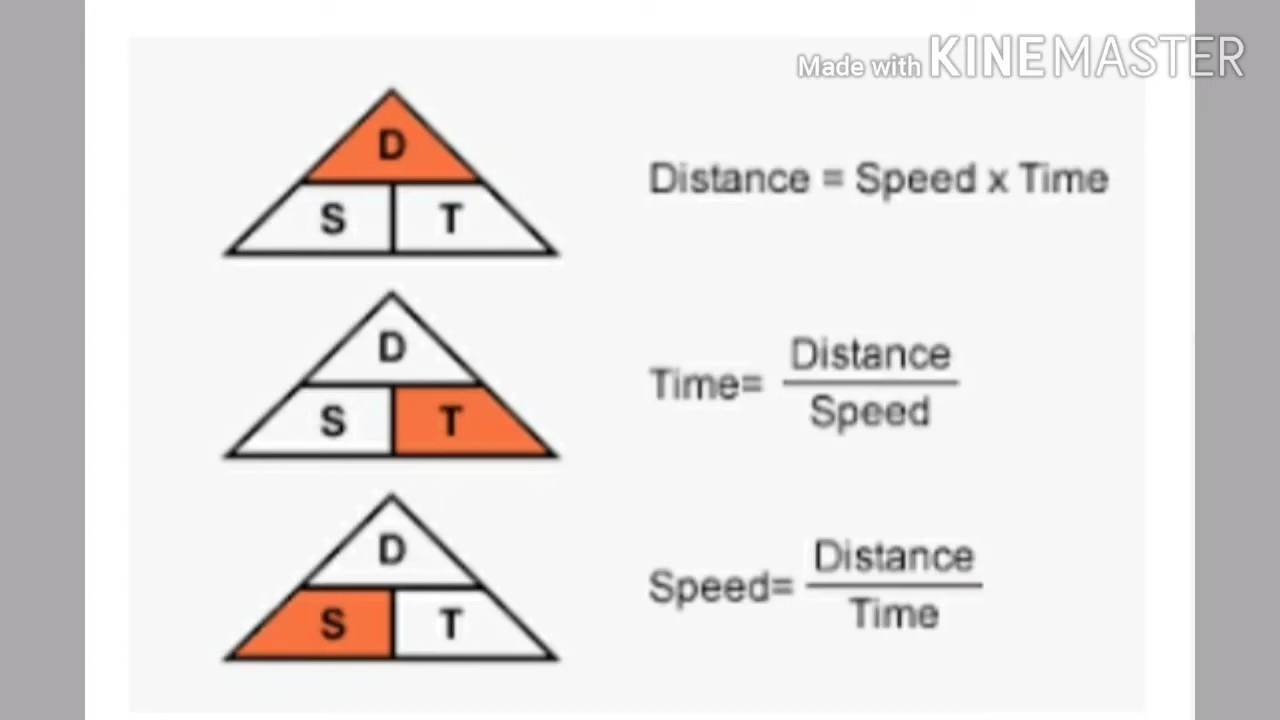 Made with KINEMASTER
D
S T
Distance = Speed x Time
D
S T
Time= Distance
Speed
D
S T
Speed= Distance
Time